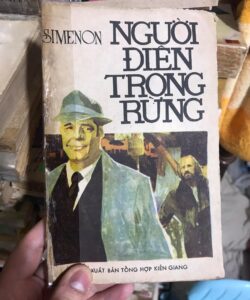 SIMENON
NGƯỜI
ĐIÊN
TRONG
RỪNG
XUẤT BẢN TỔNG HỢP KIÊN GIANG